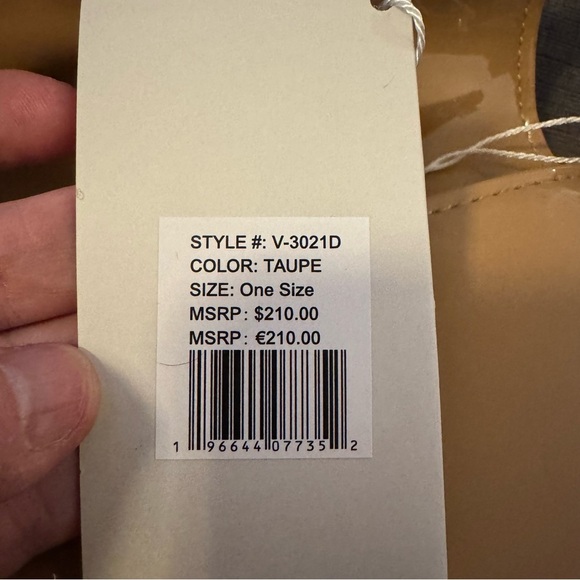 STYLE #: V-3021D
COLOR: TAUPE
SIZE: One Size
MSRP: $210.00
MSRP: €210.00
1 96644 07735 2